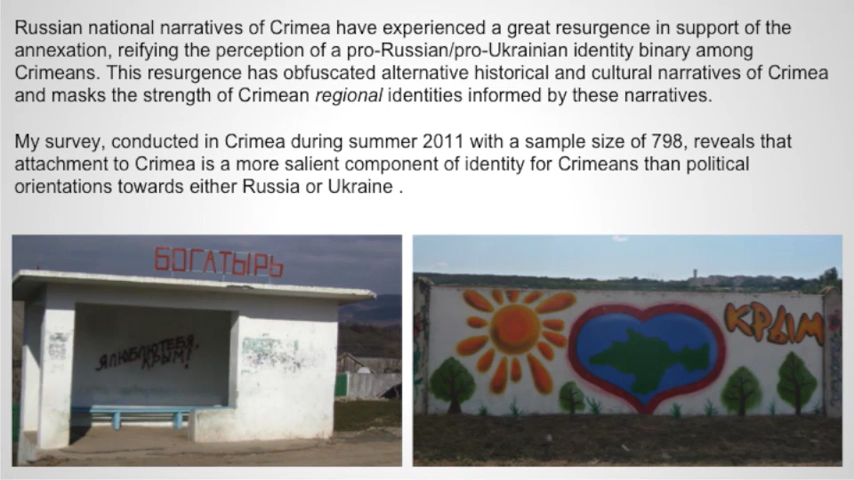 Russian national narratives of Crimea have experienced a great resurgence in support of the
annexation, reifying the perception of a pro-Russian/pro-Ukrainian identity binary among
Crimeans. This resurgence has obfuscated alternative historical and cultural narratives of Crimea
and masks the strength of Crimean regional identities informed by these narratives.
My survey, conducted in Crimea during summer 2011 with a sample size of 798, reveals that
attachment to Crimea is a more salient component of identity for Crimeans than political
orientations towards either Russia or Ukraine .
БОГАТЫРЬ
Я ЛЮБЛЮ ТЕБЯ,
КРЫМ!
КРЫМ